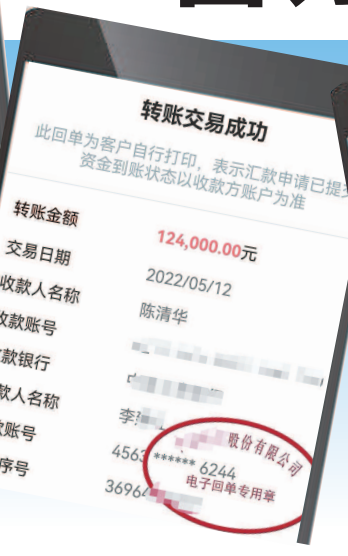 转账交易成功
此回单为客户自行打印，表示汇款申请已提交
资金到账状态以收款方账户为准
转账金额 124,000.00元
交易日期 2022/05/12
收款人名称 陈清华
收款账号
款银行
款人名称 李
账号 4563 ****** 6244
序号 3696
股份有限公司
电子回单专用章